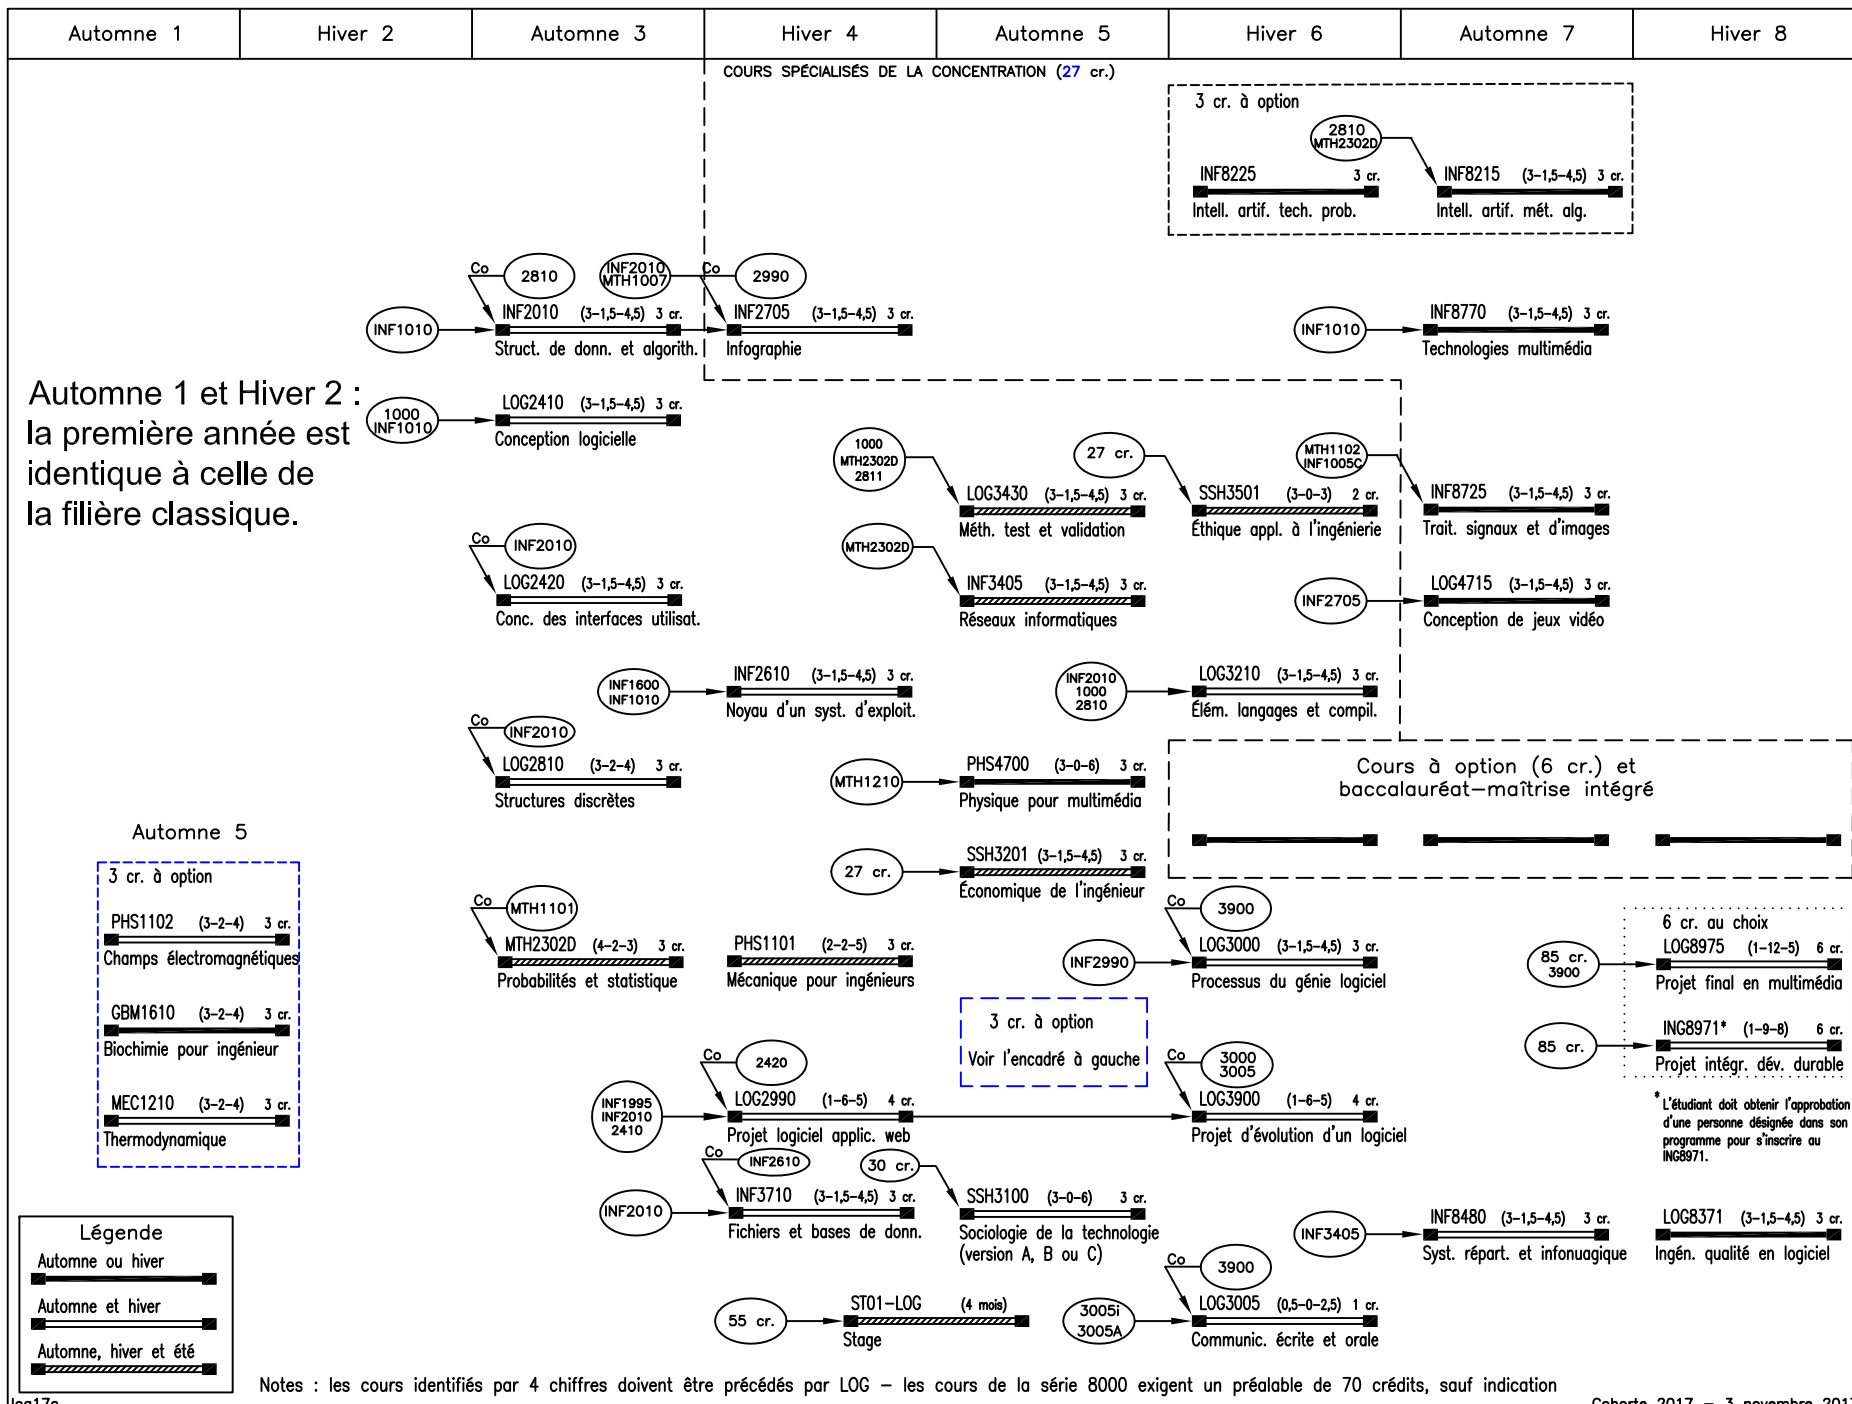 Automne 1
Hiver 2
Automne 3
Hiver 4
Automne 5
Hiver 6
Automne 7
Hiver 8
COURS SPÉCIALISÉS DE LA CONCENTRATION (27 cr.)
3 cr. à option
2810
MTH2302D
INF8225 3 cr.
Intell. artif. tech. prob.
INF8215 (3-1,5-4,5) 3 cr.
Intell. artif. mét. alg.
Co
2810
INF2010
MTH1007
Co
2990
INF1010
INF2010 (3-1,5-4,5) 3 cr.
Struct. de donn. et algorith.
INF2705 (3-1,5-4,5) 3 cr.
Infographie
INF1010
INF8770 (3-1,5-4,5) 3 cr.
Technologies multimédia
Automne 1 et Hiver 2 :
la première année est
identique à celle de
la filière classique.
1000
INF1010
LOG2410 (3-1,5-4,5) 3 cr.
Conception logicielle
1000
MTH2302D
2811
LOG3430 (3-1,5-4,5) 3 cr.
Méth. test et validation
27 cr.
SSH3501 (3-0-3) 2 cr.
Éthique appl. à l'ingénierie
MTH1102
INF1005C
INF8725 (3-1,5-4,5) 3 cr.
Trait. signaux et d'images
Co
INF2010
LOG2420 (3-1,5-4,5) 3 cr.
Conc. des interfaces utilisat.
MTH2302D
INF3405 (3-1,5-4,5) 3 cr.
Réseaux informatiques
INF2705
LOG4715 (3-1,5-4,5) 3 cr.
Conception de jeux vidéo
INF1600
INF1010
INF2610 (3-1,5-4,5) 3 cr.
Noyau d'un syst. d'exploit.
INF2010
1000
2810
LOG3210 (3-1,5-4,5) 3 cr.
Élém. langages et compil.
Co
INF2010
LOG2810 (3-2-4) 3 cr.
Structures discrètes
MTH1210
PHS4700 (3-0-6) 3 cr.
Physique pour multimédia
Cours à option (6 cr.) et
baccalauréat-maîtrise intégré
Automne 5
3 cr. à option
PHS1102 (3-2-4) 3 cr.
Champs électromagnétiques
GBM1610 (3-2-4) 3 cr.
Biochimie pour ingénieur
MEC1210 (3-2-4) 3 cr.
Thermodynamique
27 cr.
SSH3201 (3-1,5-4,5) 3 cr.
Économique de l'ingénieur
Co
MTH1101
MTH2302D (4-2-3) 3 cr.
Probabilités et statistique
PHS1101 (2-2-5) 3 cr.
Mécanique pour ingénieurs
Co
3900
INF2990
LOG3000 (3-1,5-4,5) 3 cr.
Processus du génie logiciel
85 cr.
3900
6 cr. au choix
LOG8975 (1-12-5) 6 cr.
Projet final en multimédia
85 cr.
ING8971* (1-9-8) 6 cr.
Projet intégr. dév. durable
3 cr. à option
Voir l'encadré à gauche
Co
2420
INF1995
INF2010
2410
LOG2990 (1-6-5) 4 cr.
Projet logiciel applic. web
Co
3000
3005
LOG3900 (1-6-5) 4 cr.
Projet d'évolution d'un logiciel
* L'étudiant doit obtenir l'approbation
d'une personne désignée dans son
programme pour s'inscrire au
ING8971.
Co
INF2610
INF2010
INF3710 (3-1,5-4,5) 3 cr.
Fichiers et bases de donn.
30 cr.
SSH3100 (3-0-6) 3 cr.
Sociologie de la technologie
(version A, B ou C)
INF3405
INF8480 (3-1,5-4,5) 3 cr.
Syst. répart. et infonuagique
LOG8371 (3-1,5-4,5) 3 cr.
Ingén. qualité en logiciel
55 cr.
ST01-LOG (4 mois)
Stage
Co
3900
3005i
3005A
LOG3005 (0,5-0-2,5) 1 cr.
Communic. écrite et orale
Légende
Automne ou hiver
Automne et hiver
Automne, hiver et été
Notes : les cours identifiés par 4 chiffres doivent être précédés par LOG - les cours de la série 8000 exigent un préalable de 70 crédits, sauf indication